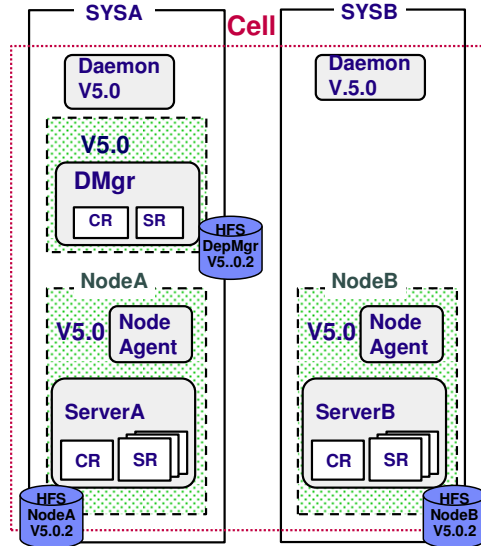 SYSA
SYSB
Cell
Daemon
V5.0
Daemon
V.5.0
V5.0
DMgr
CR
SR
HFS
DepMgr
V5..0.2
NodeA
V5.0
Node
Agent
ServerA
CR
SR
HFS
NodeA
V5.0.2
NodeB
V5.0
Node
Agent
ServerB
CR
SR
HFS
NodeB
V5.0.2